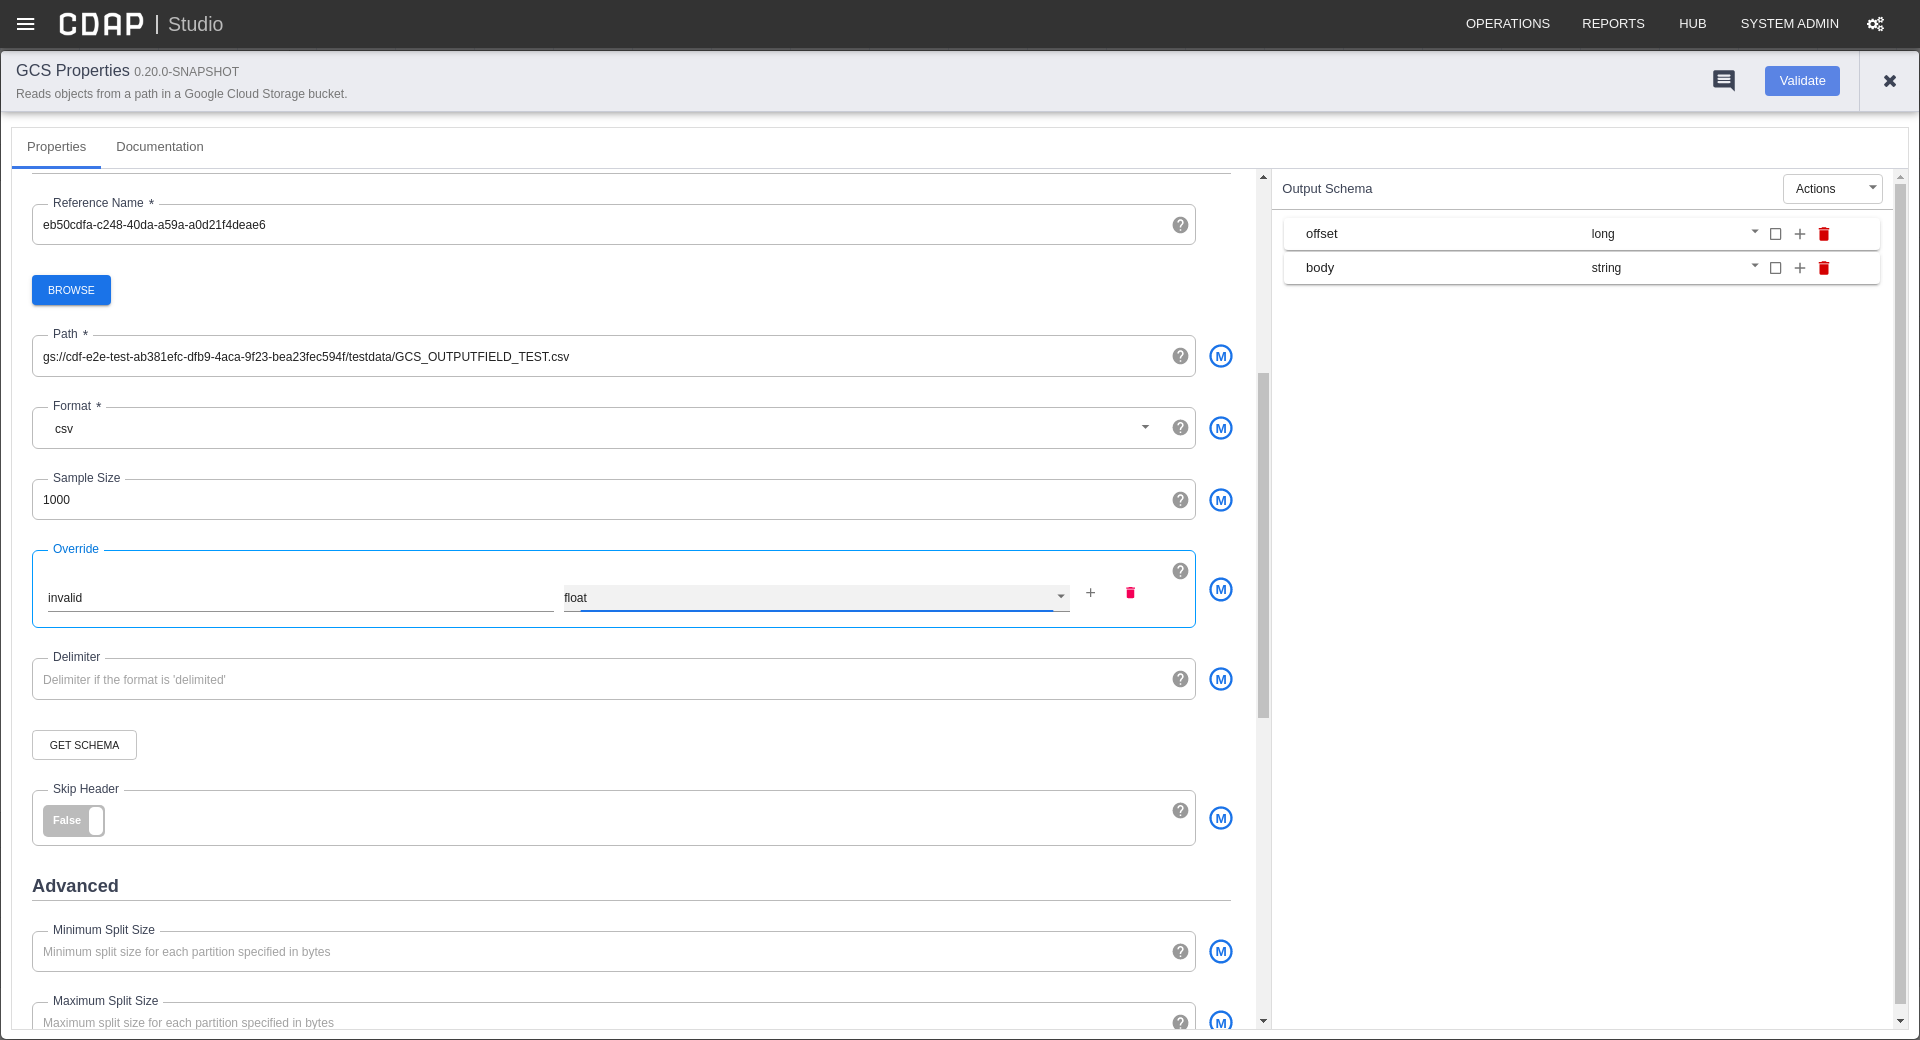 CDAP | Studio
OPERATIONS REPORTS HUB SYSTEM ADMIN
GCS Properties 0.20.0-SNAPSHOT
Reads objects from a path in a Google Cloud Storage bucket.
Validate
Properties Documentation
Reference Name *
eb50cdfa-c248-40da-a59a-a0d21f4deae6
BROWSE
Path *
gs://cdf-e2e-test-ab381efc-dfb9-4aca-9f23-bea23fec594f/testdata/GCS_OUTPUTFIELD_TEST.csv
M
Format *
csv
M
Sample Size
1000
M
Override
invalid float
M
Delimiter
Delimiter if the format is 'delimited'
M
GET SCHEMA
Skip Header
False
M
Advanced
Minimum Split Size
Minimum split size for each partition specified in bytes
M
Maximum Split Size
Maximum split size for each partition specified in bytes
M
Output Schema
Actions
offset long
body string